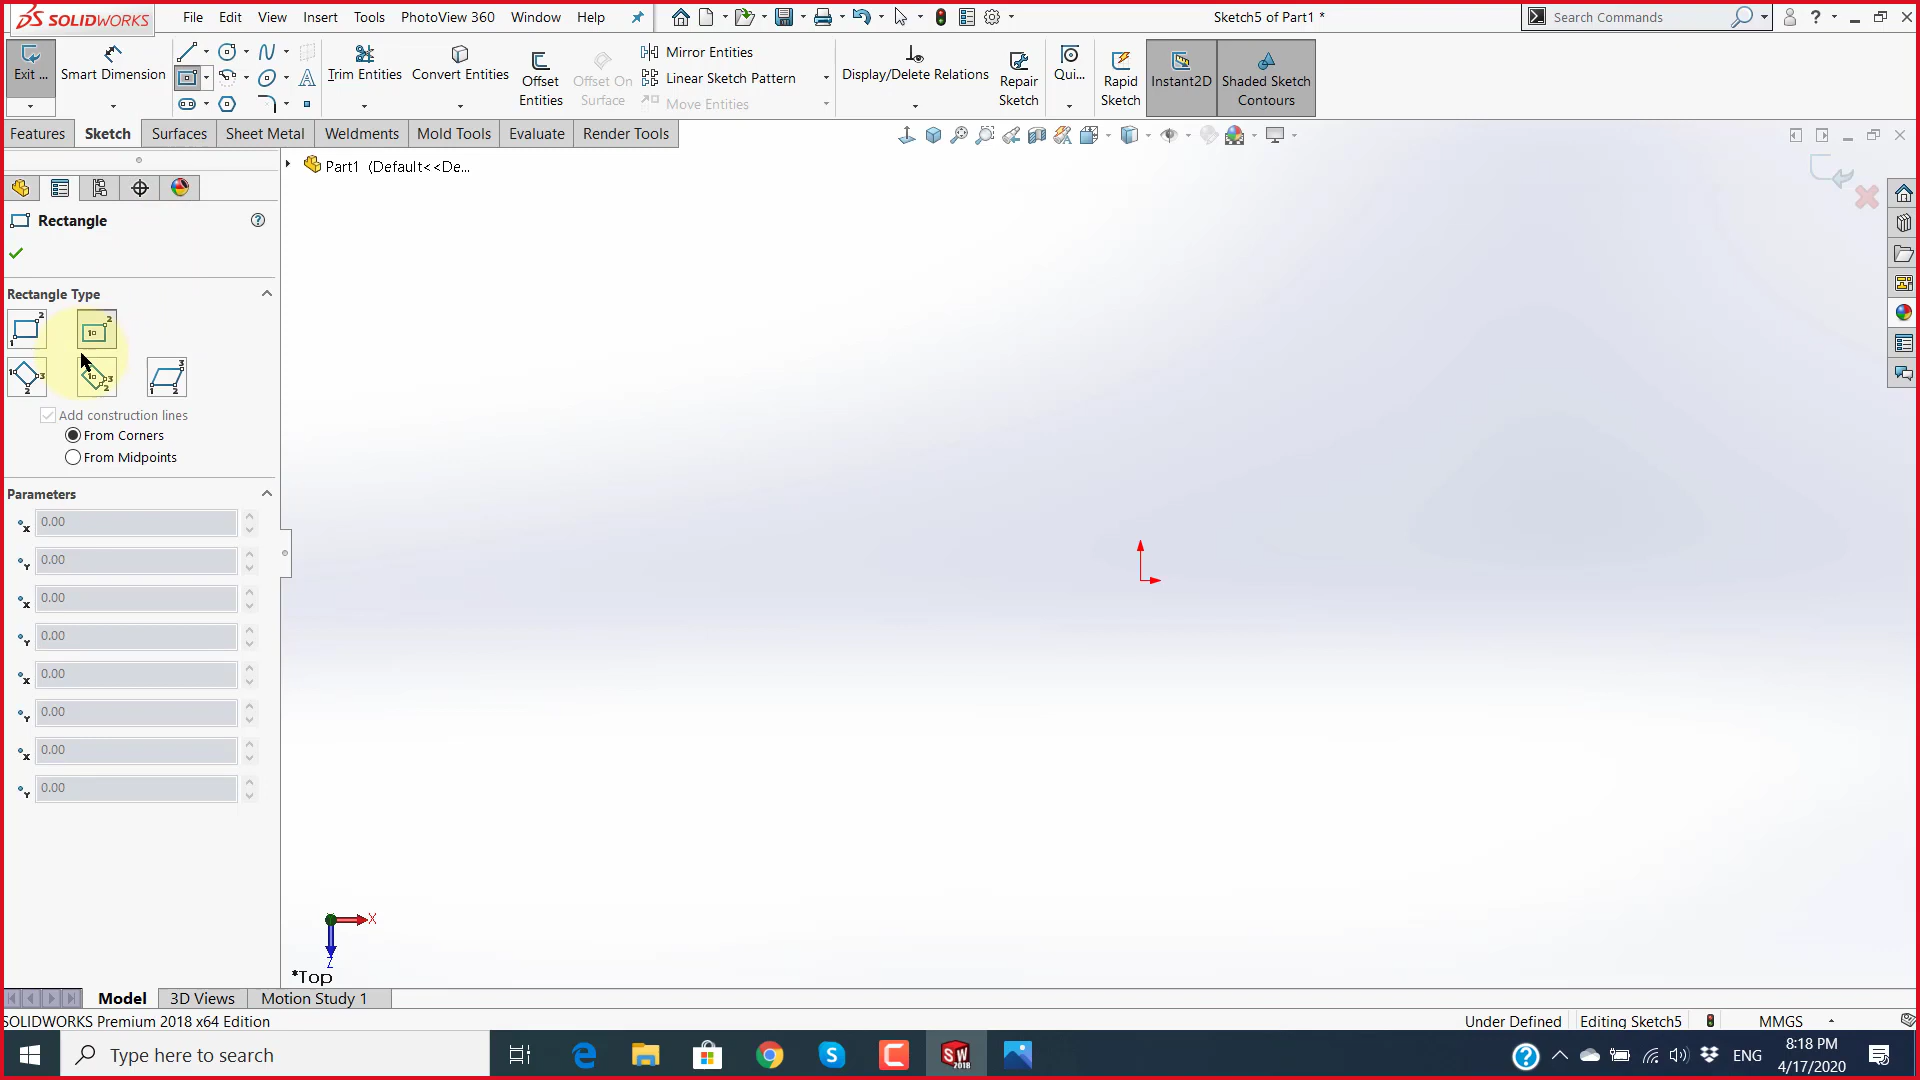 SOLIDWORKS File Edit View Insert Tools PhotoView 360 Window Help Sketch5 of Part1 * Search Commands
Exit ... Smart Dimension Trim Entities Convert Entities Offset Entities Offset On Surface Mirror Entities Linear Sketch Pattern Move Entities Display/Delete Relations Repair Sketch Qui... Rapid Sketch Instant2D Shaded Sketch Contours
Features Sketch Surfaces Sheet Metal Weldments Mold Tools Evaluate Render Tools
Part1 (Default<<De...
Rectangle
Rectangle Type
Add construction lines
From Corners
From Midpoints
Parameters
x 0.00
Y 0.00
x 0.00
Y 0.00
x 0.00
Y 0.00
x 0.00
Y 0.00
X
Z
*Top
Model 3D Views Motion Study 1
SOLIDWORKS Premium 2018 x64 Edition Under Defined Editing Sketch5 MMGS
Type here to search SW 2018 ENG 8:18 PM
4/17/2020